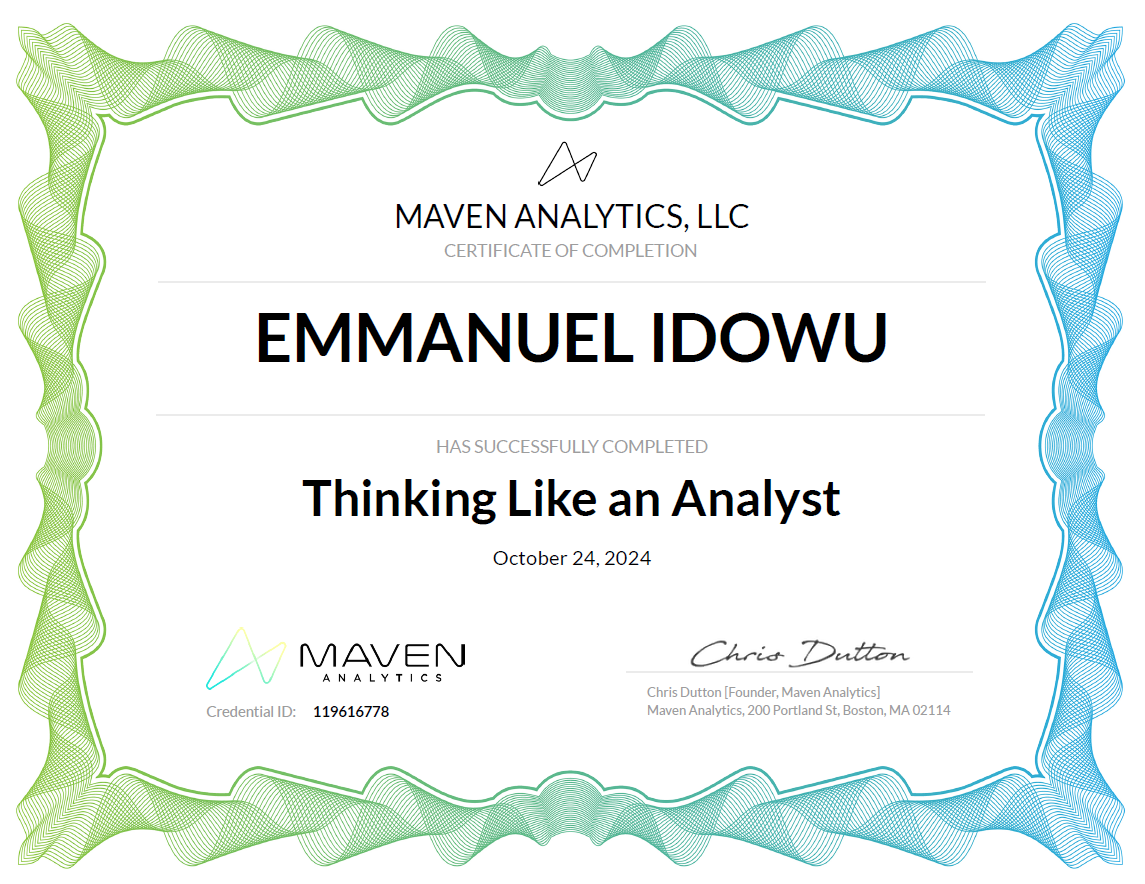 MAVEN ANALYTICS, LLC
CERTIFICATE OF COMPLETION
EMMANUEL IDOWU
HAS SUCCESSFULLY COMPLETED
Thinking Like an Analyst
October 24, 2024
MAVEN
ANALYTICS
Credential ID: 119616778
Chris Dutton
Chris Dutton [Founder, Maven Analytics]
Maven Analytics, 200 Portland St, Boston, MA 02114